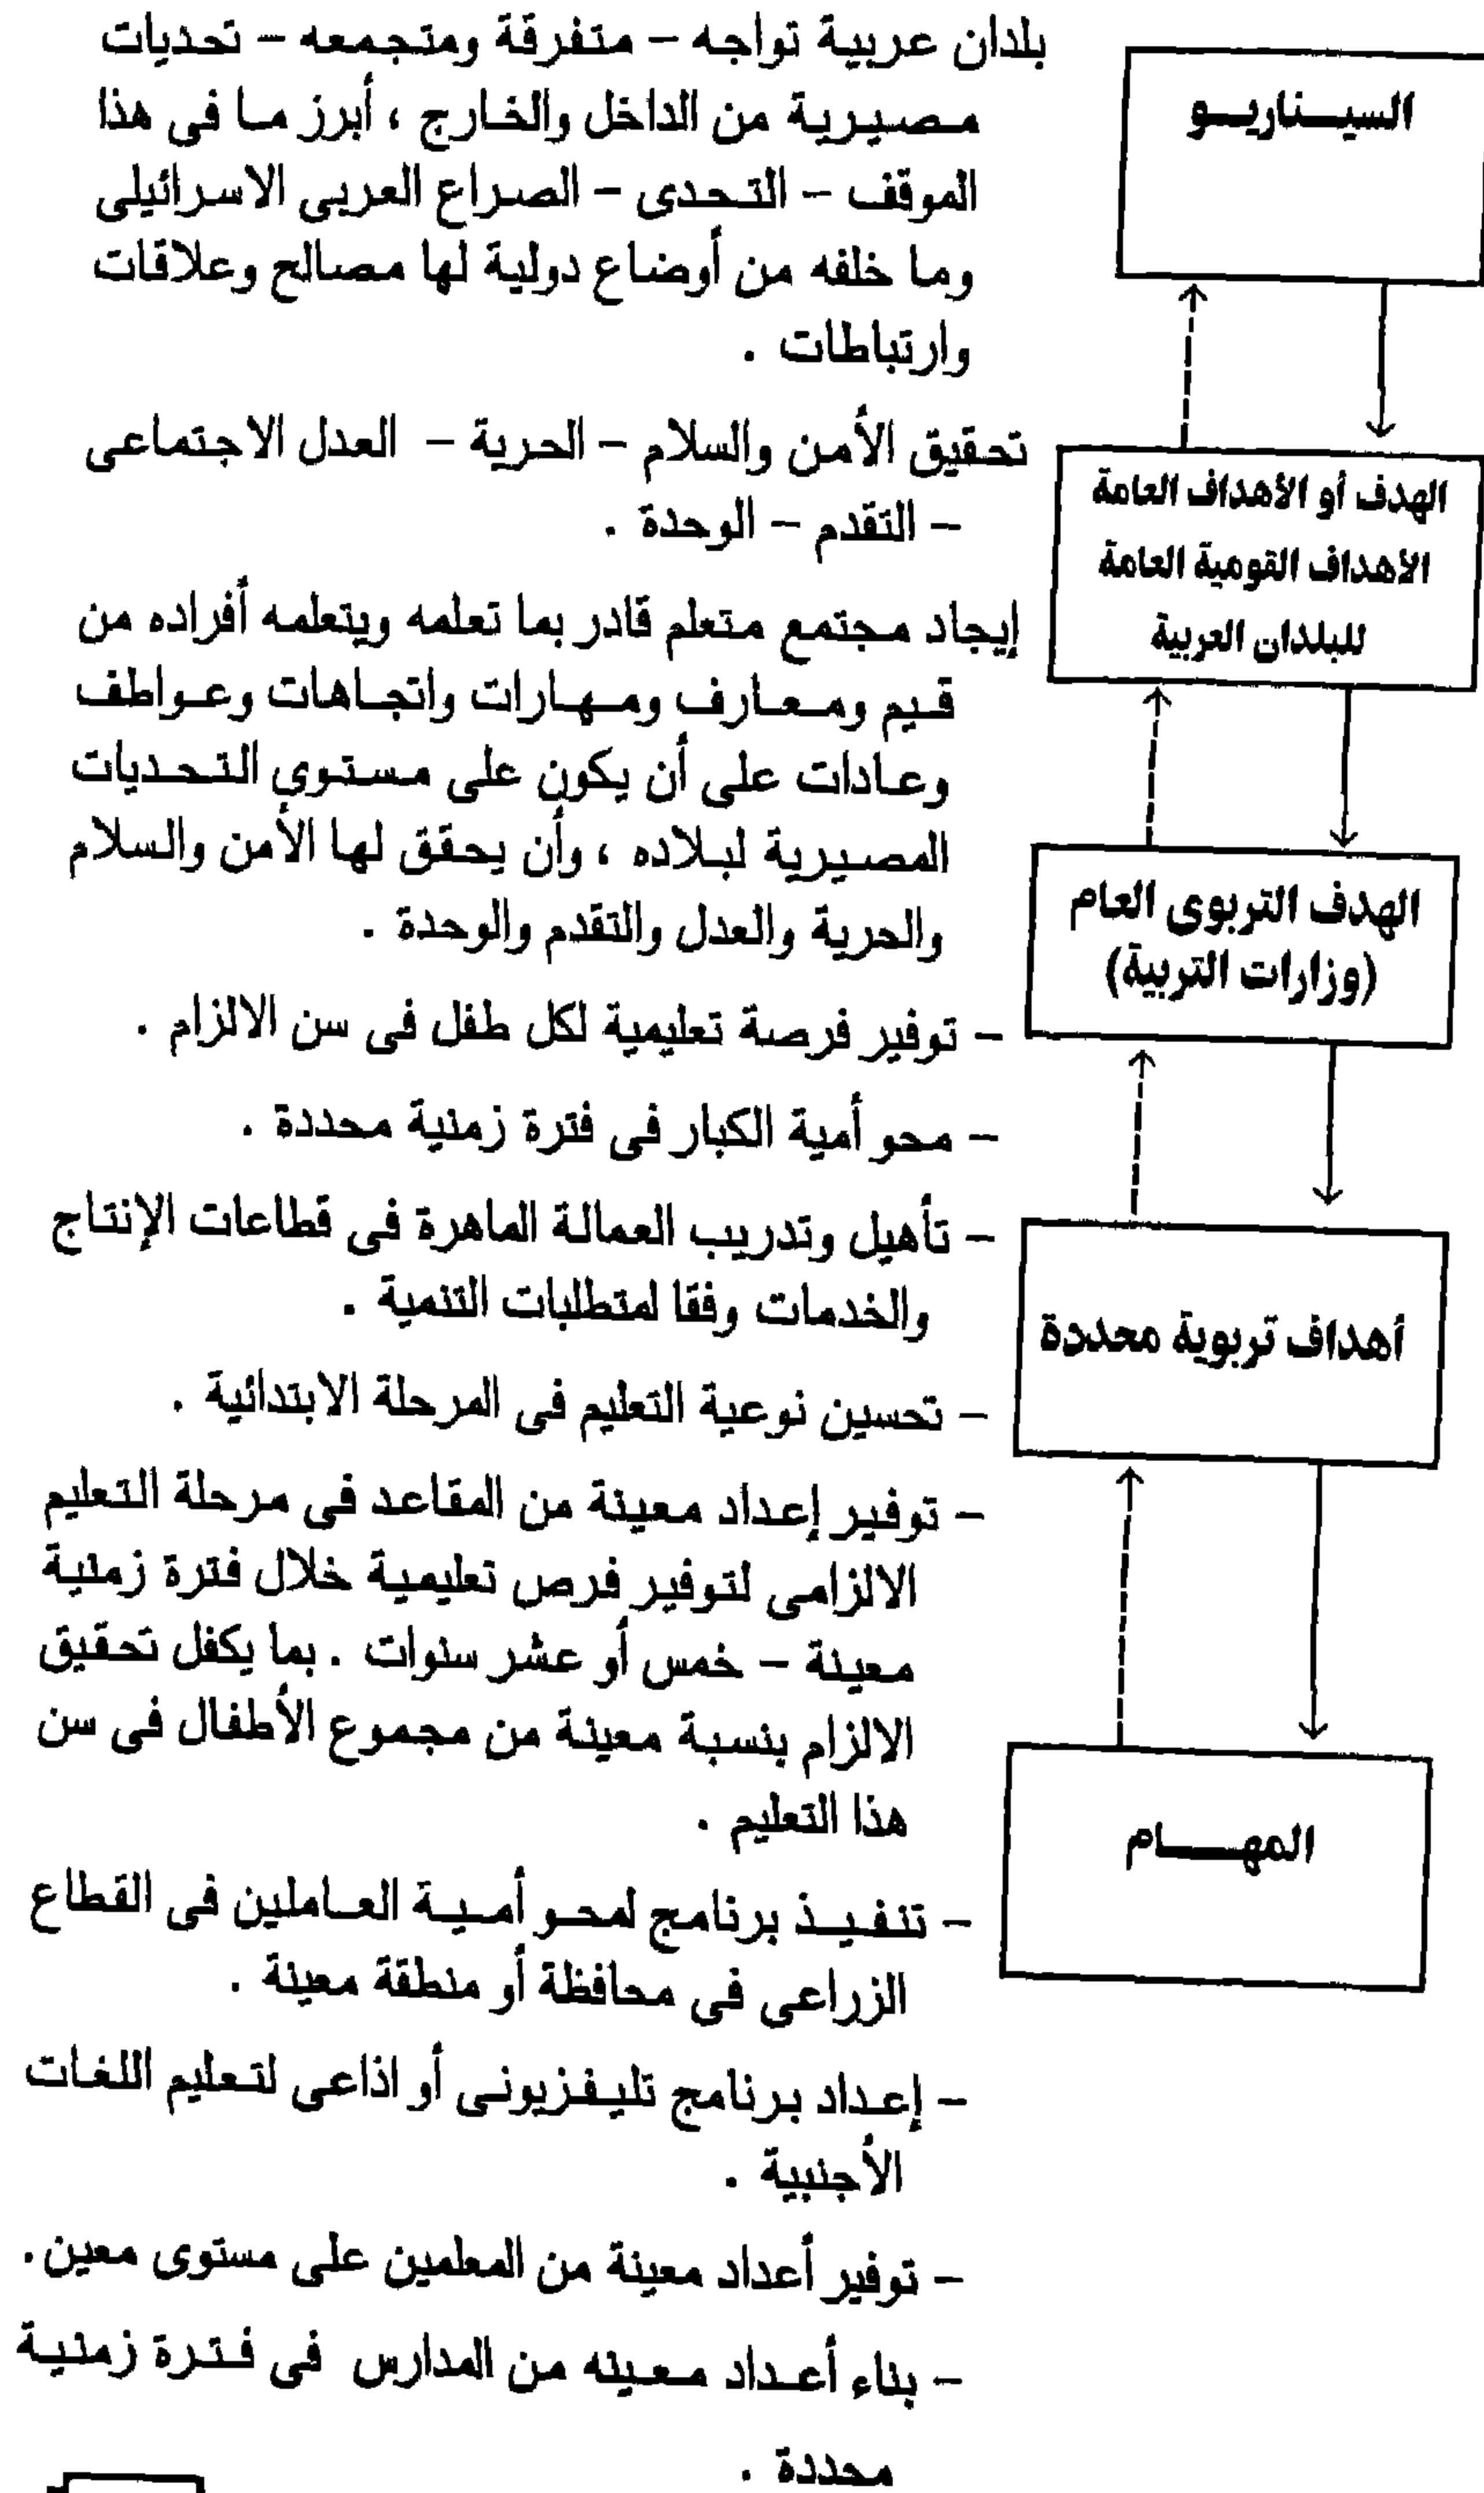 السيناريو
بلدان عربية تواجه – متفرقة ومتجمعه – تحديات
مصيرية من الداخل والخارج ، أبرز ما فى هذا
الموقف – التحدى – الصراع العربى الاسرائيلى
وما خلفه من أوضاع دولية لها مصالح وعلاقات
وارتباطات .
الهدف أو الأهداف العامة
الأهداف القومية العامة
للبلدان العربية
تحقيق الأمن والسلام – الحرية – العدل الاجتماعى
– التقدم – الوحدة .
الهدف التربوى العام
(وزارات التربية)
إيجاد مجتمع متعلم قادر بما تعلمه ويتعلمه أفراده من
قيم ومعارف ومهارات واتجاهات وعواطف
وعادات على أن يكون على مستوى التحديات
المصيرية لبلاده ، وأن يحقق لها الأمن والسلام
والحرية والعدل والتقدم والوحدة .
أهداف تربوية محددة
– توفير فرصة تعليمية لكل طفل فى سن الالزام .
– محو أمية الكبار فى فترة زمنية محددة .
– تأهيل وتدريب العمالة الماهرة فى قطاعات الإنتاج
والخدمات وفقا لمتطلبات التنمية .
– تحسين نوعية التعليم فى المرحلة الابتدائية .
المهام
– توفير إعداد معينة من المقاعد فى مرحلة التعليم
الالزامى لتوفير فرص تعليمية خلال فترة زمنية
معينة – خمس أو عشر سنوات . بما يكفل تحقيق
الالزام بنسبة معينة من مجموع الأطفال فى سن
هذا التعليم .
– تنفيذ برنامج لمحو أمية العاملين فى القطاع
الزراعى فى محافظة أو منطقة معينة .
– إعداد برنامج تليفزيونى أو اذاعى لتعليم اللغات
الأجنبية .
– توفير أعداد معينة من المعلمين على مستوى معين.
– بناء أعداد معينه من المدارس فى فترة زمنية
محددة .